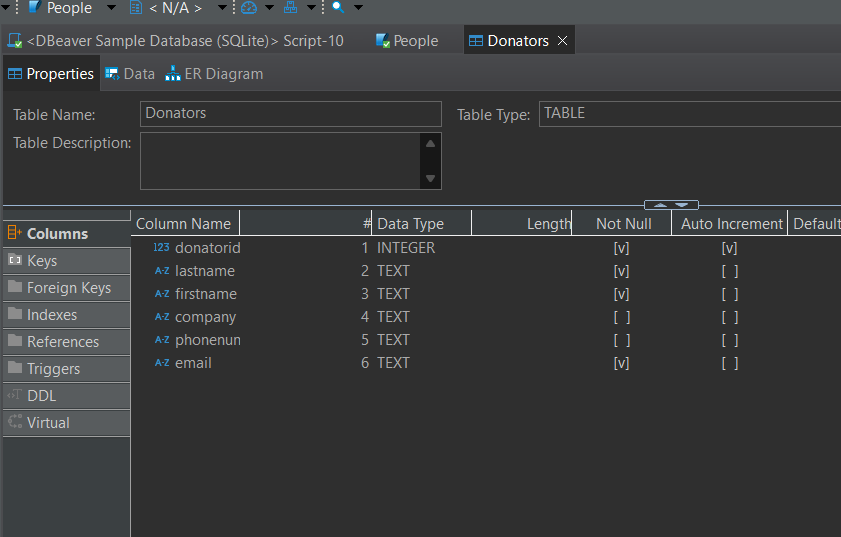 People < N/A >
<DBeaver Sample Database (SQLite)> Script-10 People Donators
Properties Data ER Diagram
Table Name: Donators Table Type: TABLE
Table Description:
Column Name # Data Type Length Not Null Auto Increment Default
Columns
Keys
Foreign Keys
Indexes
References
Triggers
DDL
Virtual
123 donatorid 1 INTEGER [v] [v]
A-Z lastname 2 TEXT [v] [ ]
A-Z firstname 3 TEXT [v] [ ]
A-Z company 4 TEXT [ ] [ ]
A-Z phonenun 5 TEXT [ ] [ ]
A-Z email 6 TEXT [v] [ ]